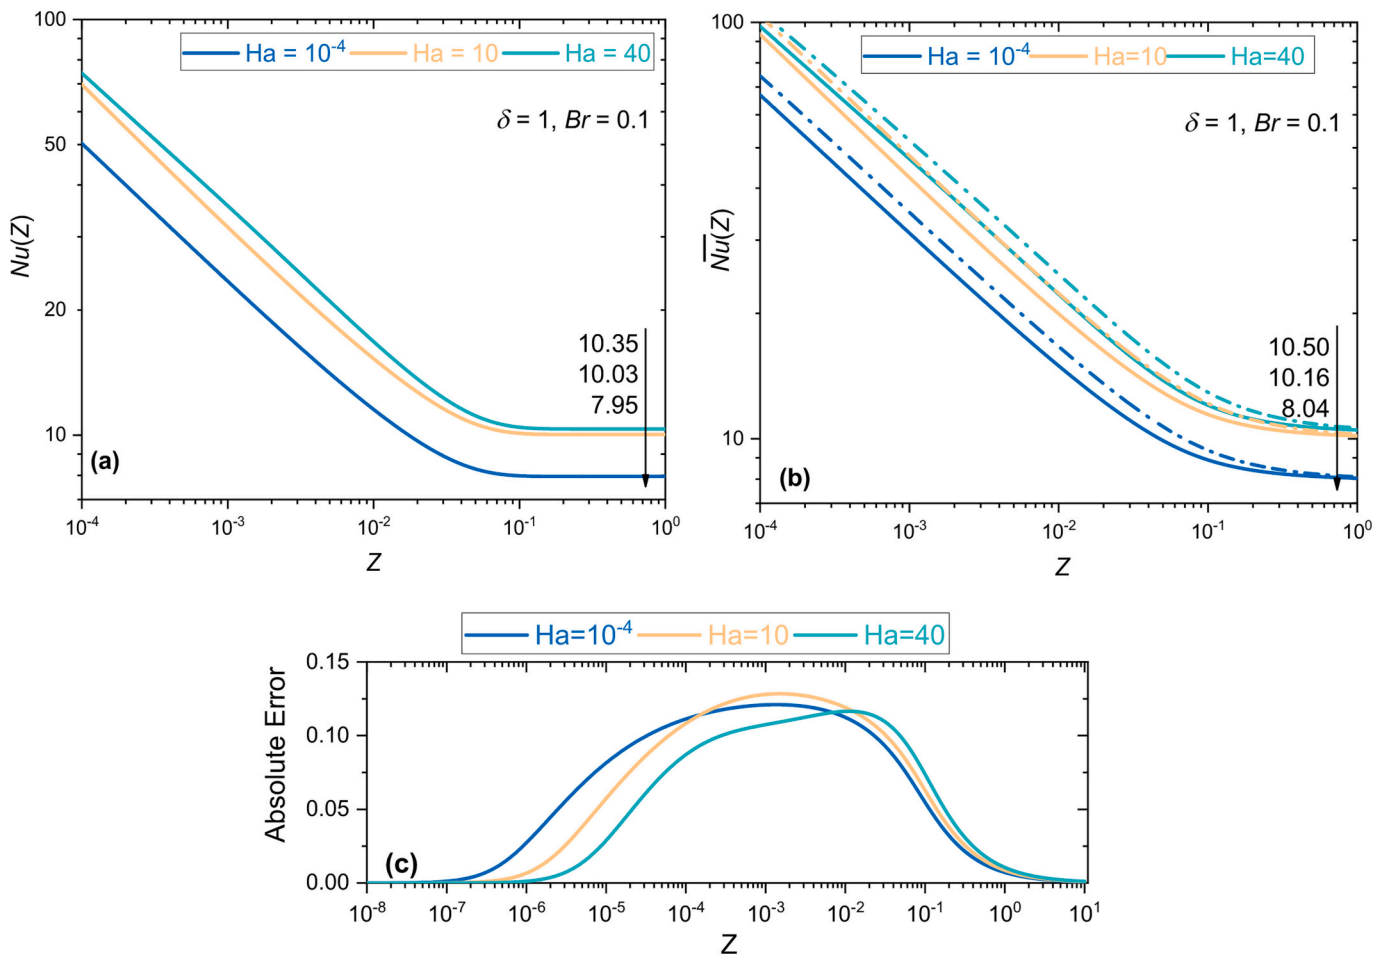 Ha = 10⁻⁴ Ha = 10 Ha = 40
δ = 1, Br = 0.1
Nu(Z)
100
50
20
10
10.35
10.03
7.95
(a)
10⁻⁴ 10⁻³ 10⁻² 10⁻¹ 10⁰
Z
Ha = 10⁻⁴ Ha=10 Ha=40
δ = 1, Br = 0.1
N̅u̅(Z)
100
10
10.50
10.16
8.04
(b)
10⁻⁴ 10⁻³ 10⁻² 10⁻¹ 10⁰
Z
Ha=10⁻⁴ Ha=10 Ha=40
Absolute Error
0.15
0.10
0.05
0.00
(c)
10⁻⁸ 10⁻⁷ 10⁻⁶ 10⁻⁵ 10⁻⁴ 10⁻³ 10⁻² 10⁻¹ 10⁰ 10¹
Z